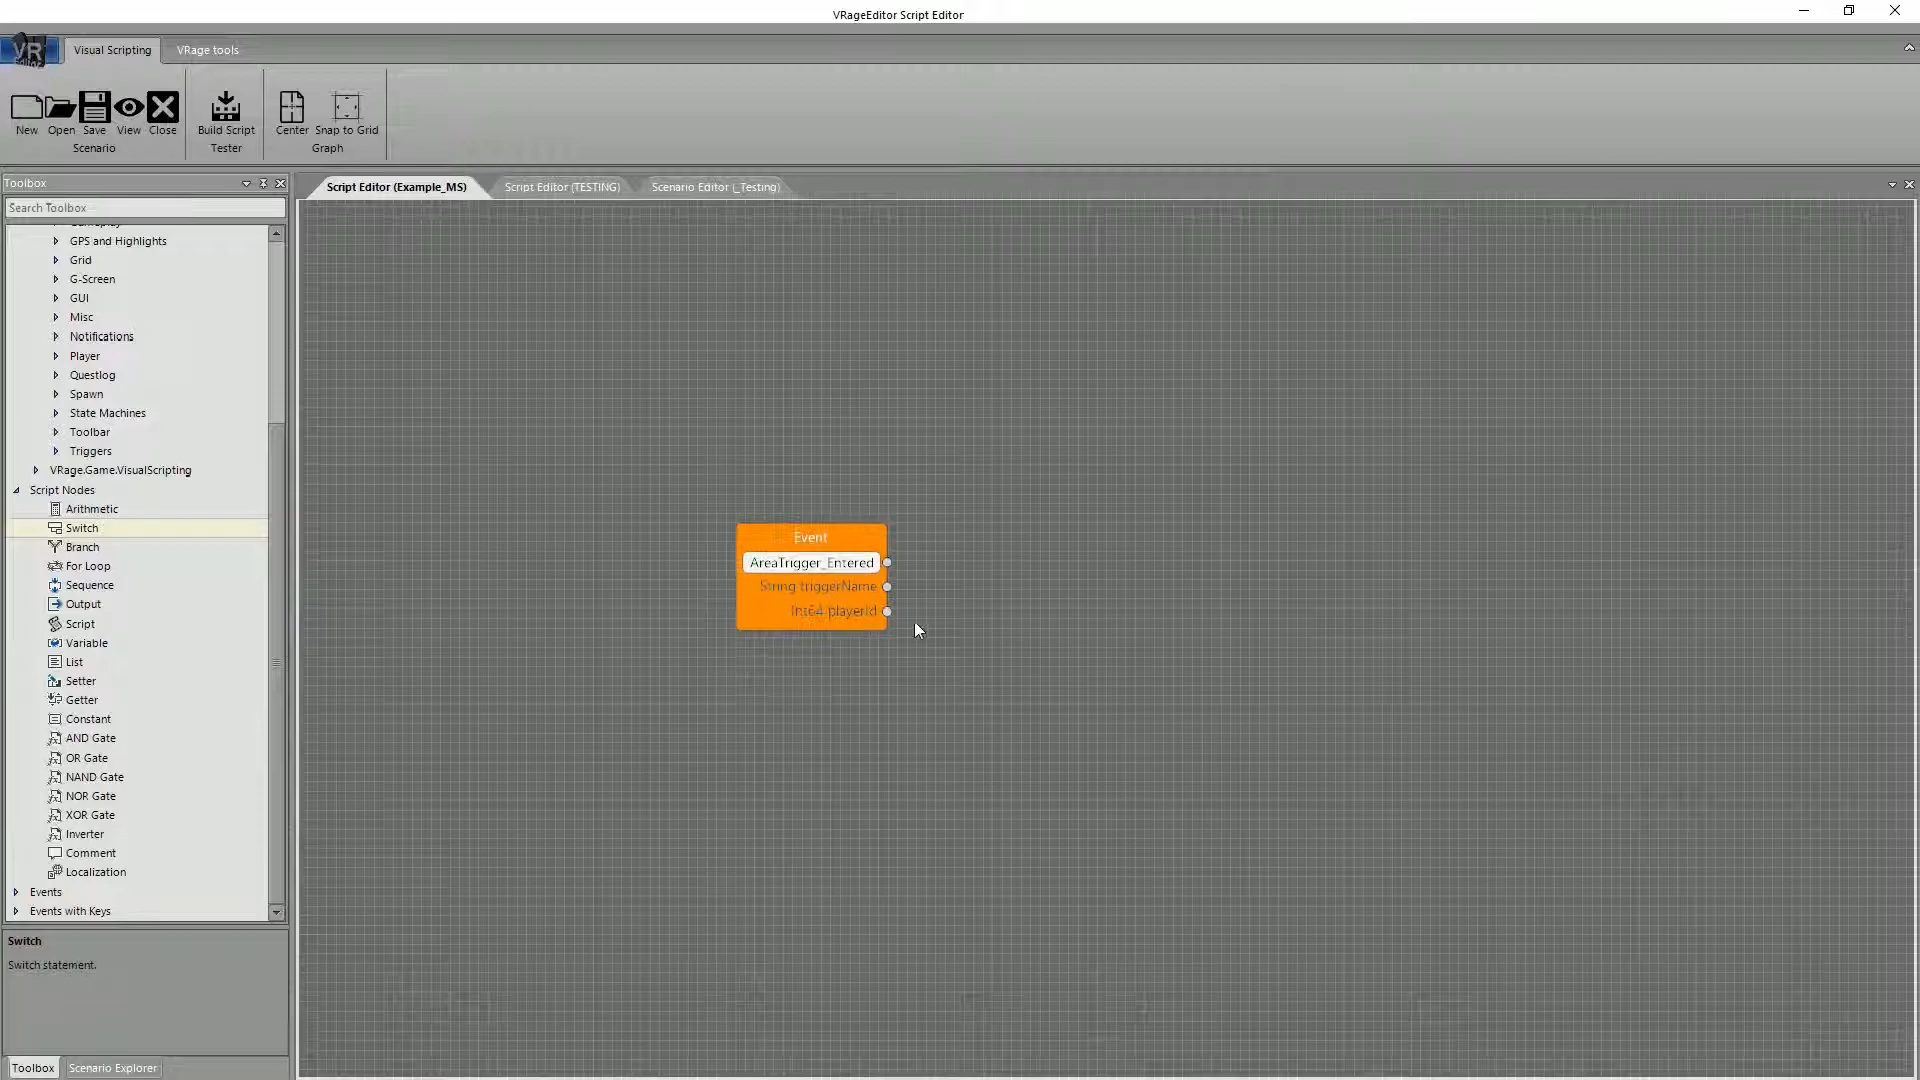 VRageEditor Script Editor
VR
Editor
Visual Scripting
VRage tools
New
Open
Save
View
Close
Build Script
Center
Snap to Grid
Scenario
Tester
Graph
Toolbox
Script Editor (Example_MS)
Script Editor (TESTING)
Scenario Editor (_Testing)
Search Toolbox
Gameplay
GPS and Highlights
Grid
G-Screen
GUI
Misc
Notifications
Player
Questlog
Spawn
State Machines
Toolbar
Triggers
VRage.Game.VisualScripting
Script Nodes
Arithmetic
Switch
Branch
For Loop
Sequence
Output
Script
Variable
List
Setter
Getter
Constant
AND Gate
OR Gate
NAND Gate
NOR Gate
XOR Gate
Inverter
Comment
Localization
Events
Events with Keys
Event
AreaTrigger_Entered
String triggerName
Int64 playerId
Switch
Switch statement.
Toolbox
Scenario Explorer